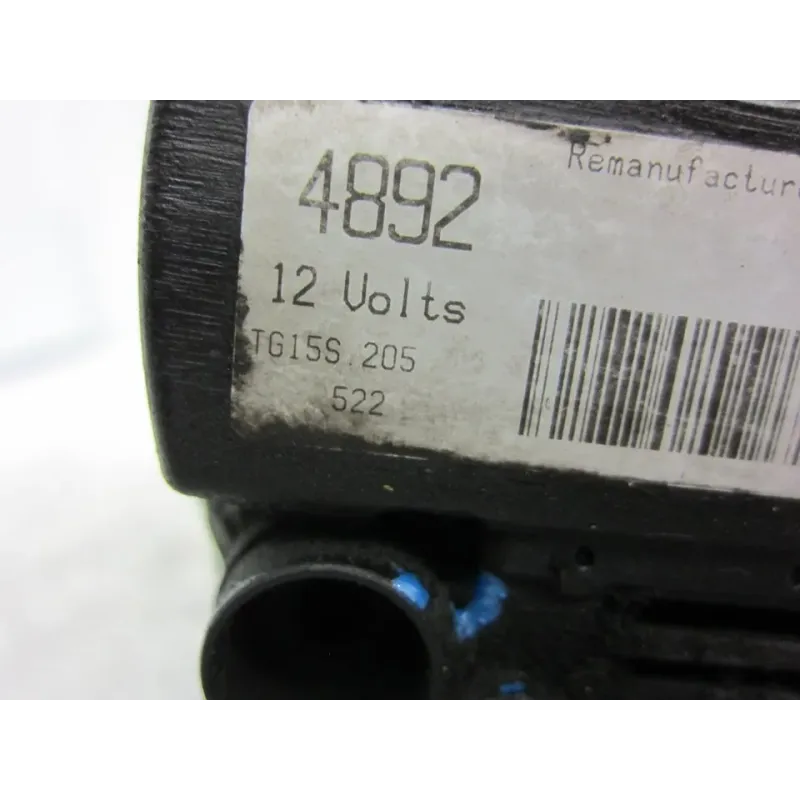 4892
Remanufactur
12 Volts
TG15S.205
522